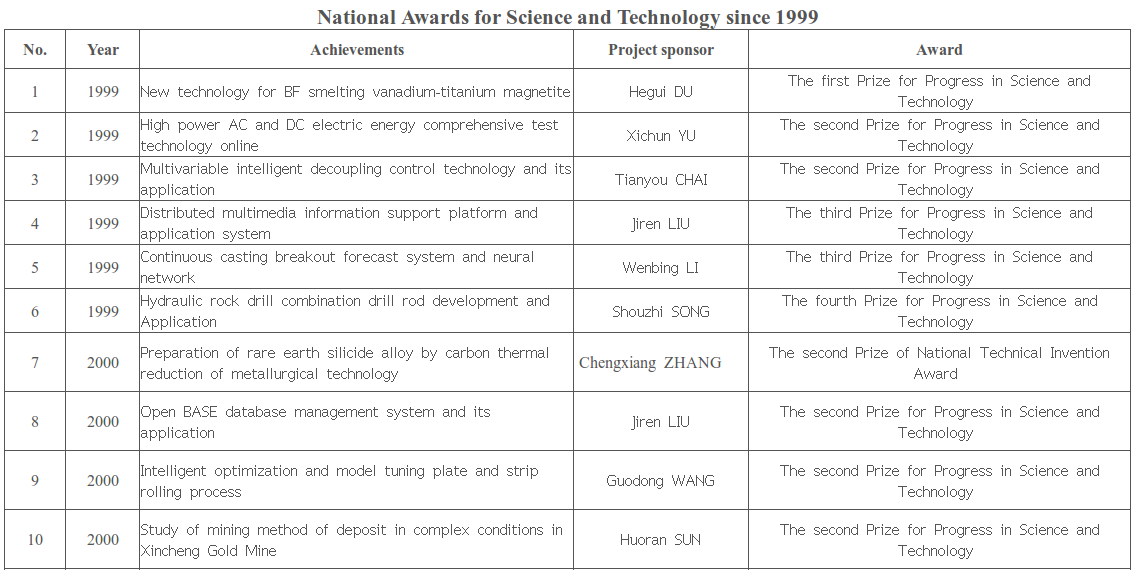 National Awards for Science and Technology since 1999
No. Year Achievements Project sponsor Award
1 1999 New technology for BF smelting vanadium-titanium magnetite Hegui DU The first Prize for Progress in Science and
Technology
2 1999 High power AC and DC electric energy comprehensive test
technology online Xichun YU The second Prize for Progress in Science and
Technology
3 1999 Multivariable intelligent decoupling control technology and its
application Tianyou CHAI The second Prize for Progress in Science and
Technology
4 1999 Distributed multimedia information support platform and
application system Jiren LIU The third Prize for Progress in Science and
Technology
5 1999 Continuous casting breakout forecast system and neural
network Wenbing LI The third Prize for Progress in Science and
Technology
6 1999 Hydraulic rock drill combination drill rod development and
Application Shouzhi SONG The fourth Prize for Progress in Science and
Technology
7 2000 Preparation of rare earth silicide alloy by carbon thermal
reduction of metallurgical technology Chengxiang ZHANG The second Prize of National Technical Invention
Award
8 2000 Open BASE database management system and its
application Jiren LIU The second Prize for Progress in Science and
Technology
9 2000 Intelligent optimization and model tuning plate and strip
rolling process Guodong WANG The second Prize for Progress in Science and
Technology
10 2000 Study of mining method of deposit in complex conditions in
Xincheng Gold Mine Huoran SUN The second Prize for Progress in Science and
Technology